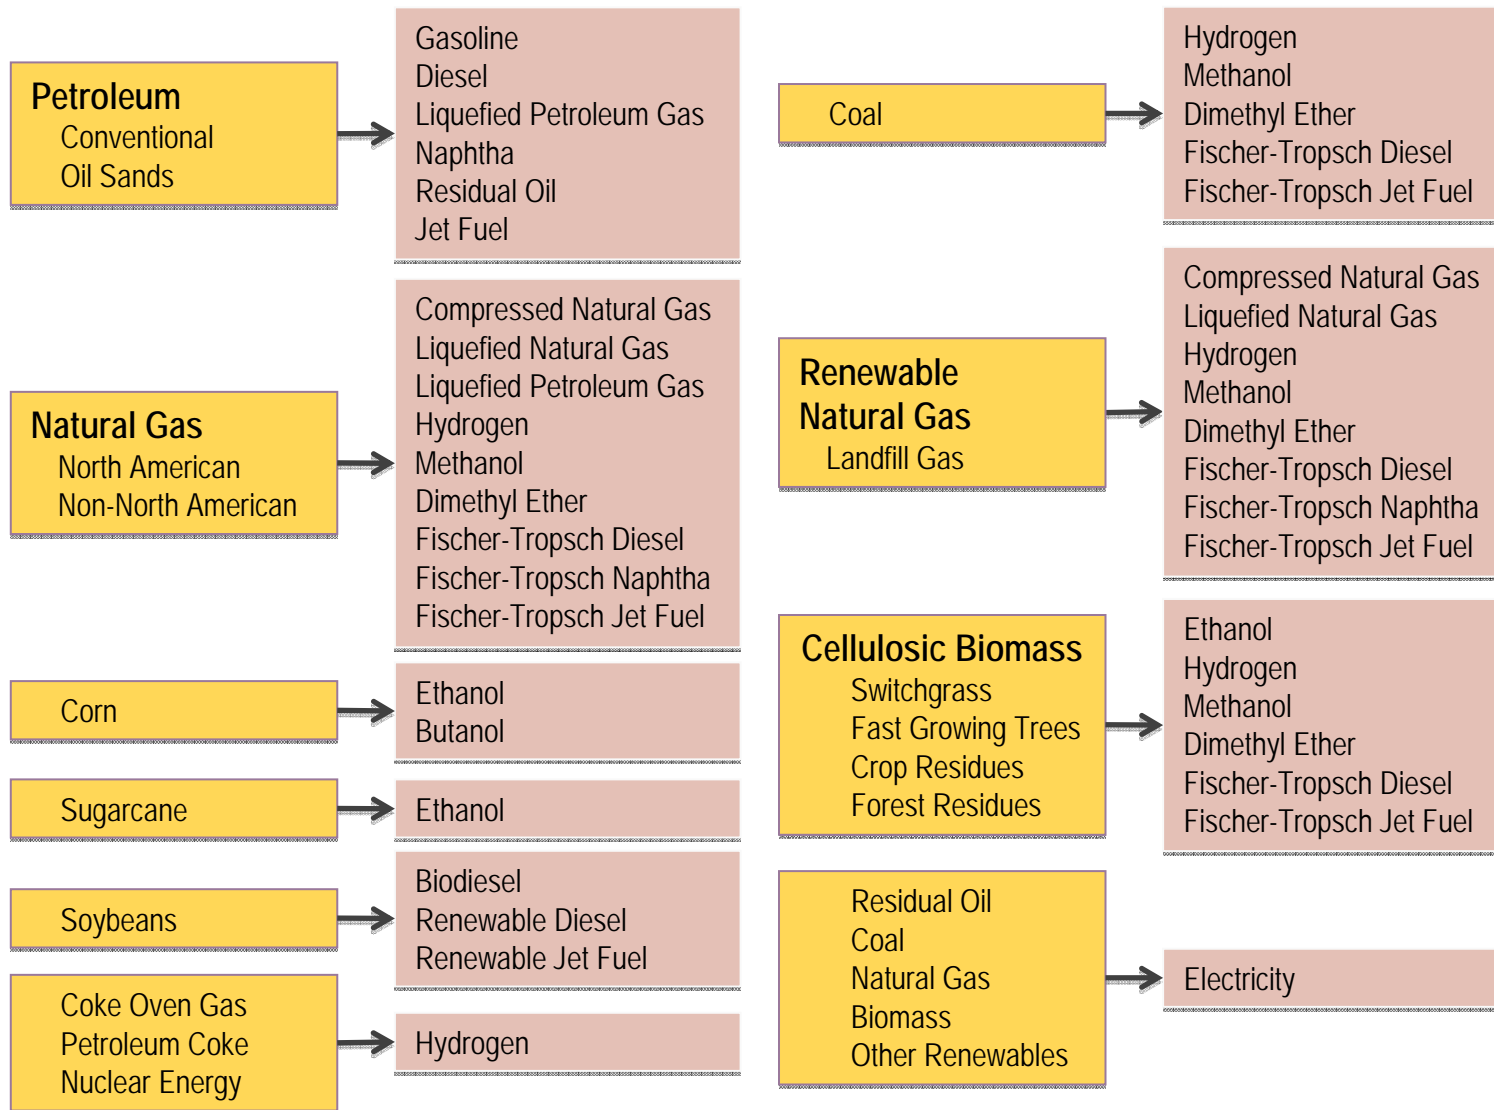 Petroleum
Conventional
Oil Sands
Gasoline
Diesel
Liquefied Petroleum Gas
Naphtha
Residual Oil
Jet Fuel
Natural Gas
North American
Non-North American
Compressed Natural Gas
Liquefied Natural Gas
Liquefied Petroleum Gas
Hydrogen
Methanol
Dimethyl Ether
Fischer-Tropsch Diesel
Fischer-Tropsch Naphtha
Fischer-Tropsch Jet Fuel
Corn
Ethanol
Butanol
Sugarcane
Ethanol
Soybeans
Biodiesel
Renewable Diesel
Renewable Jet Fuel
Coke Oven Gas
Petroleum Coke
Nuclear Energy
Hydrogen
Coal
Hydrogen
Methanol
Dimethyl Ether
Fischer-Tropsch Diesel
Fischer-Tropsch Jet Fuel
Renewable
Natural Gas
Landfill Gas
Compressed Natural Gas
Liquefied Natural Gas
Hydrogen
Methanol
Dimethyl Ether
Fischer-Tropsch Diesel
Fischer-Tropsch Naphtha
Fischer-Tropsch Jet Fuel
Cellulosic Biomass
Switchgrass
Fast Growing Trees
Crop Residues
Forest Residues
Ethanol
Hydrogen
Methanol
Dimethyl Ether
Fischer-Tropsch Diesel
Fischer-Tropsch Jet Fuel
Residual Oil
Coal
Natural Gas
Biomass
Other Renewables
Electricity